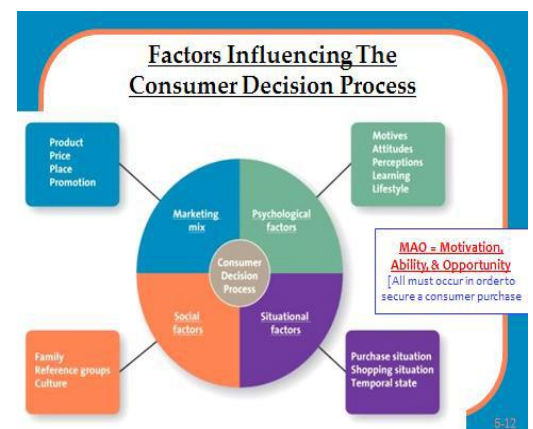 Factors Influencing The
Consumer Decision Process
Product
Price
Place
Promotion
Motives
Attitudes
Perceptions
Learning
Lifestyle
Marketing
mix
Psychological
factors
Consumer
Decision
Process
MAO = Motivation,
Ability, & Opportunity
[All must occur in order to
secure a consumer purchase
Social
factors
Situational
factors
Family
Reference groups
Culture
Purchase situation
Shopping situation
Temporal state
5-12